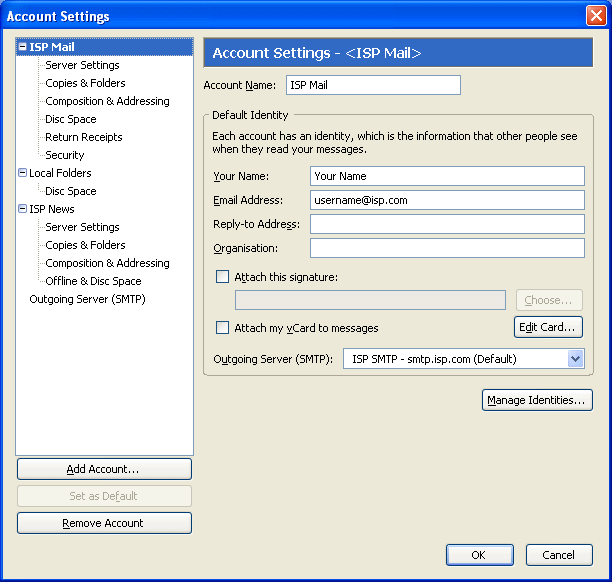 Account Settings
ISP Mail
Server Settings
Copies & Folders
Composition & Addressing
Disc Space
Return Receipts
Security
Local Folders
Disc Space
ISP News
Server Settings
Copies & Folders
Composition & Addressing
Offline & Disc Space
Outgoing Server (SMTP)
Add Account...
Set as Default
Remove Account
Account Settings - <ISP Mail>
Account Name: ISP Mail
Default Identity
Each account has an identity, which is the information that other people see
when they read your messages.
Your Name: Your Name
Email Address: username@isp.com
Reply-to Address:
Organisation:
Attach this signature:
Choose...
Attach my vCard to messages
Edit Card...
Outgoing Server (SMTP): ISP SMTP - smtp.isp.com (Default)
Manage Identities...
OK
Cancel